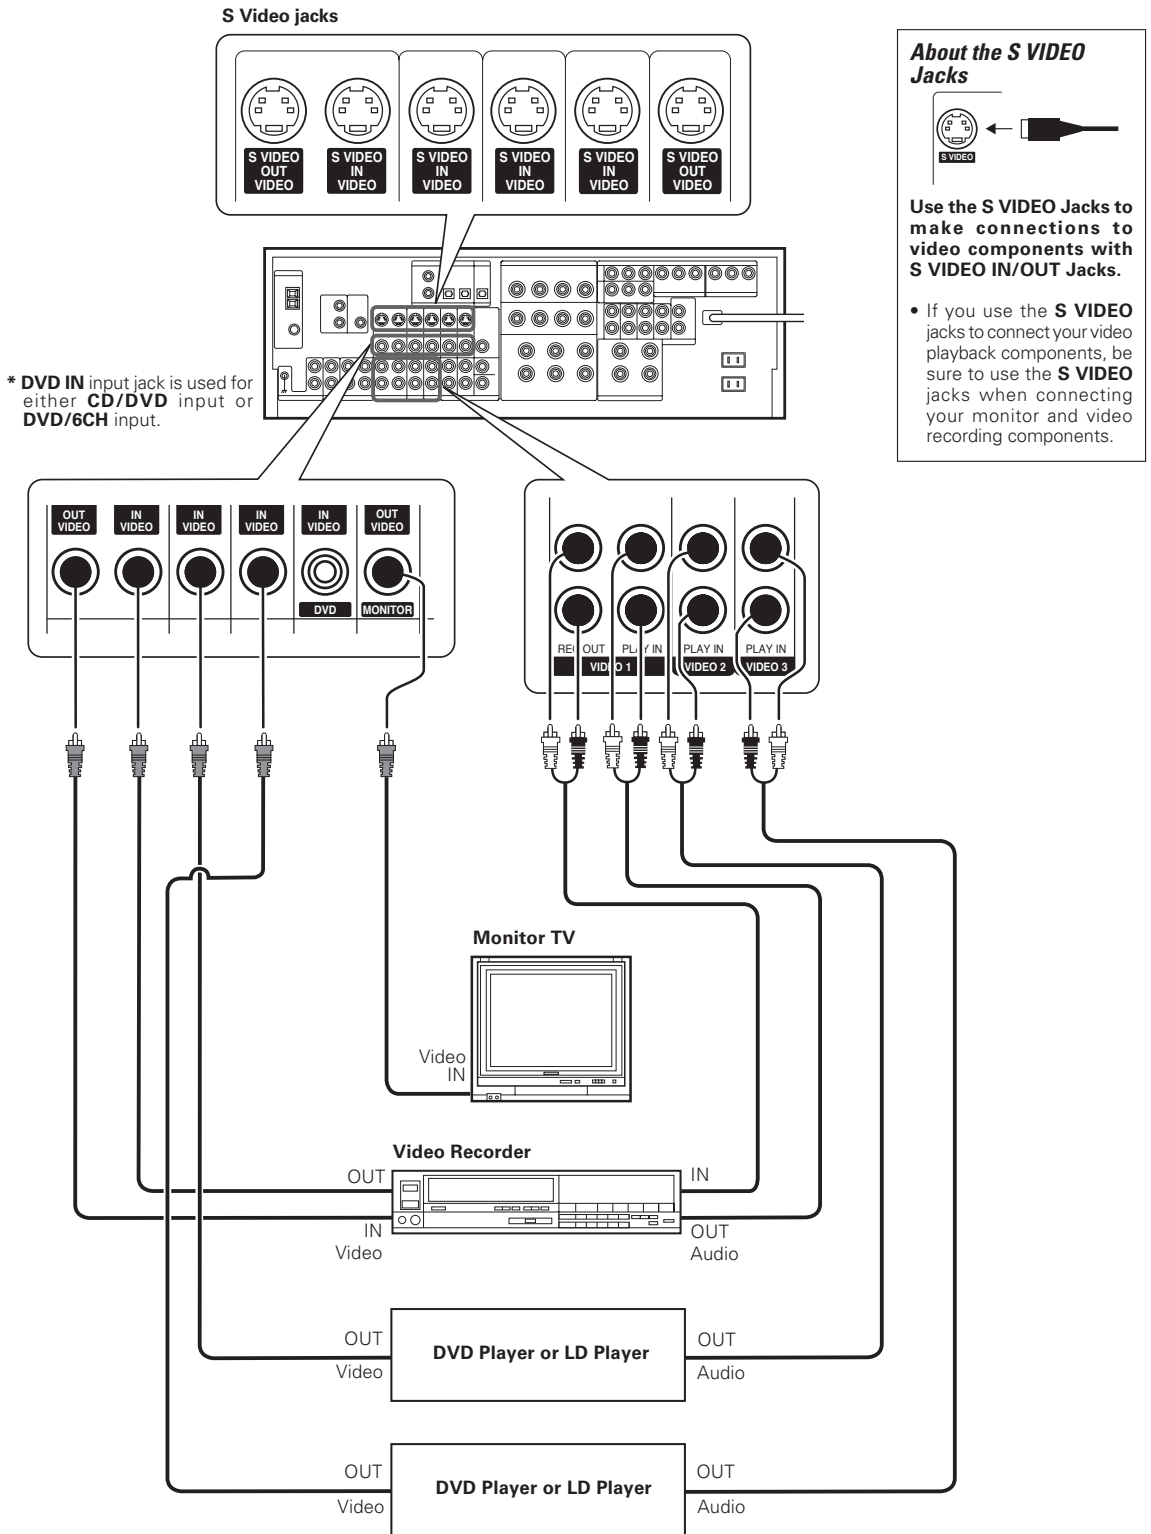 S Video jacks
S VIDEO
OUT
VIDEO
S VIDEO
IN
VIDEO
S VIDEO
IN
VIDEO
S VIDEO
IN
VIDEO
S VIDEO
IN
VIDEO
S VIDEO
OUT
VIDEO
About the S VIDEO
Jacks
S VIDEO
Use the S VIDEO Jacks to
make connections to
video components with
S VIDEO IN/OUT Jacks.
• If you use the S VIDEO
jacks to connect your video
playback components, be
sure to use the S VIDEO
jacks when connecting
your monitor and video
recording components.
* DVD IN input jack is used for
either CD/DVD input or
DVD/6CH input.
OUT
VIDEO
IN
VIDEO
IN
VIDEO
IN
VIDEO
IN
VIDEO
OUT
VIDEO
DVD
MONITOR
REC OUT
PLAY IN
PLAY IN
PLAY IN
VIDEO 1
VIDEO 2
VIDEO 3
Monitor TV
Video
IN
Video Recorder
OUT
IN
IN
Video
OUT
Audio
OUT
Video
DVD Player or LD Player
OUT
Audio
OUT
Video
DVD Player or LD Player
OUT
Audio